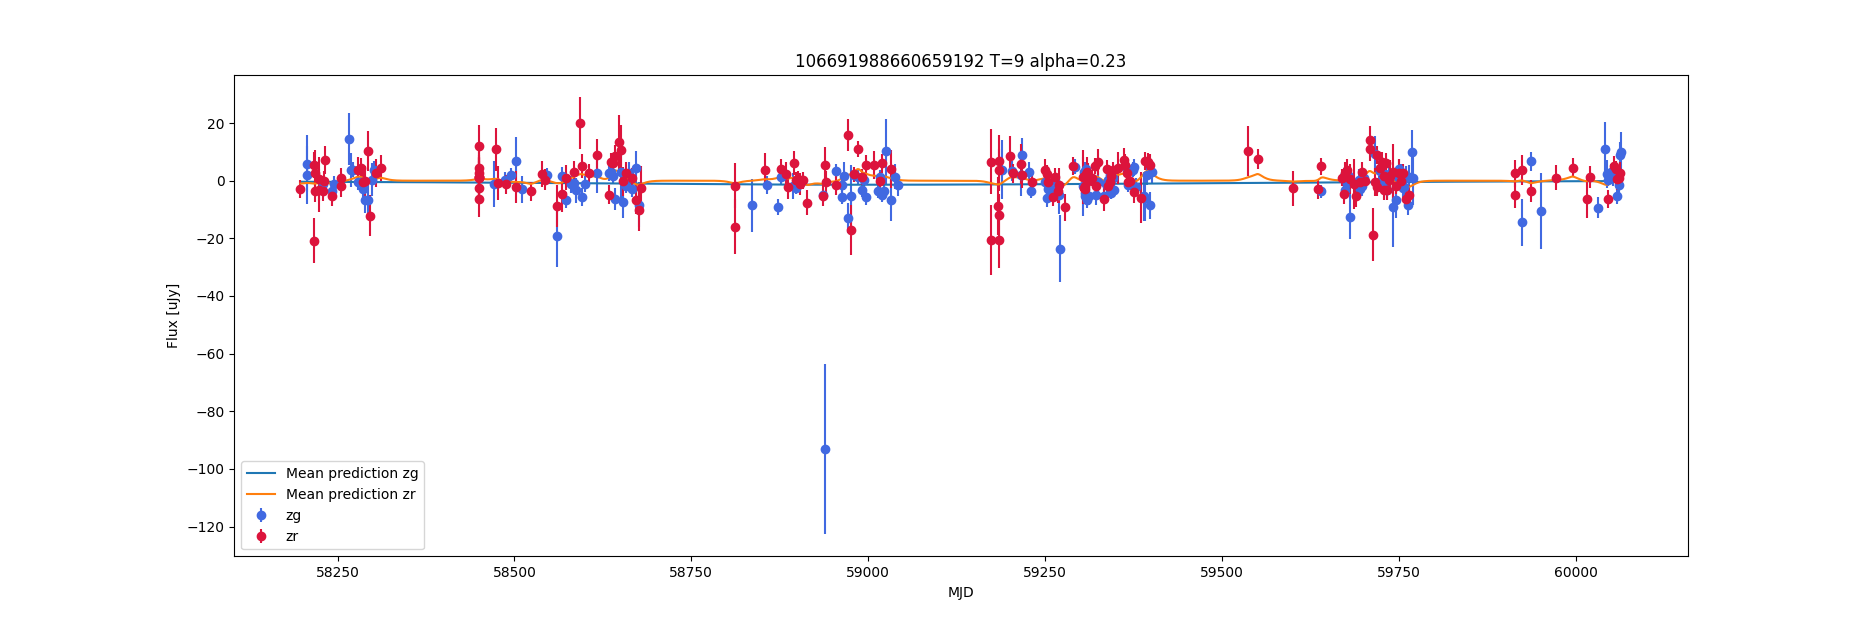 106691988660659192 T=9 alpha=0.23
20
0
−20
−40
−60
−80
−100
−120
Flux [uJy]
Mean prediction zg
Mean prediction zr
zg
zr
58250 58500 58750 59000 59250 59500 59750 60000
MJD